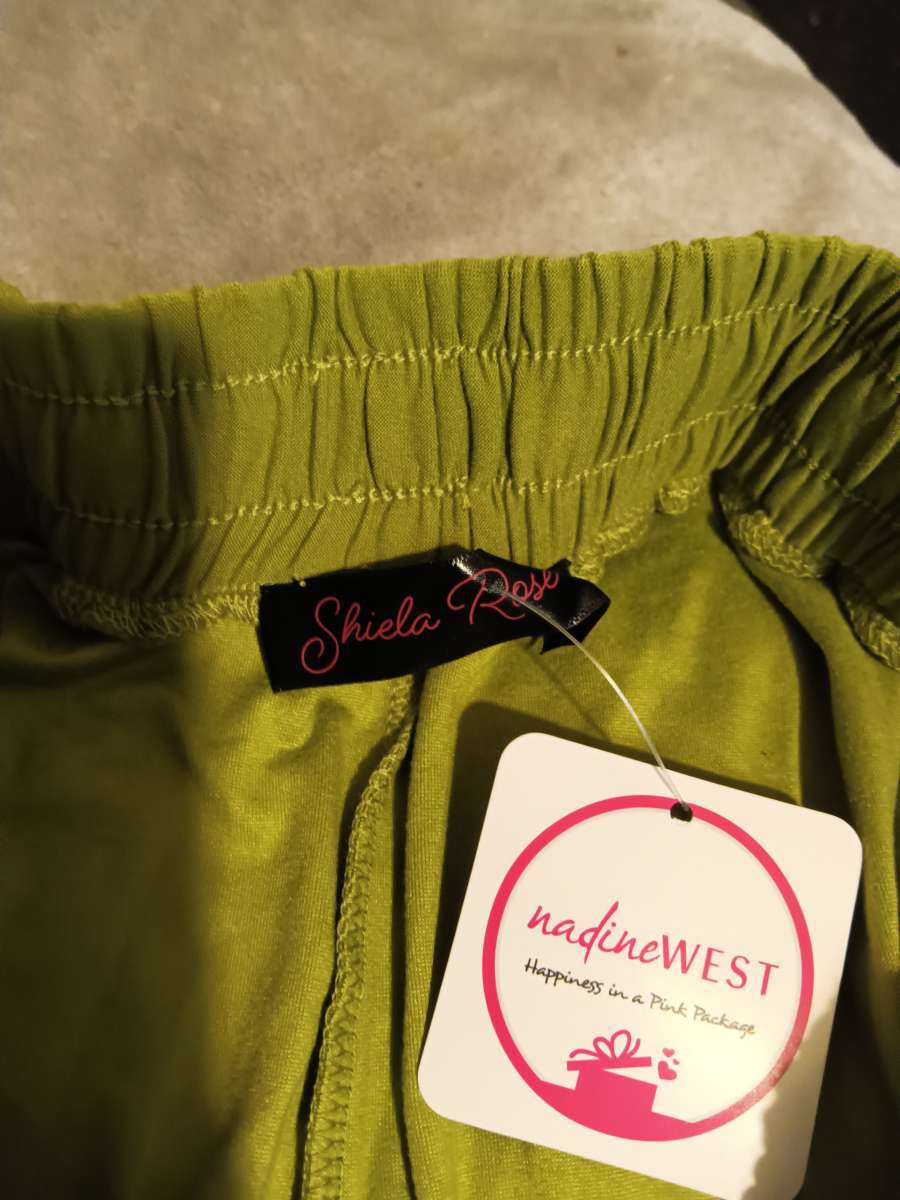 Shiela Rose
nadineWEST
Happiness in a Pink Package